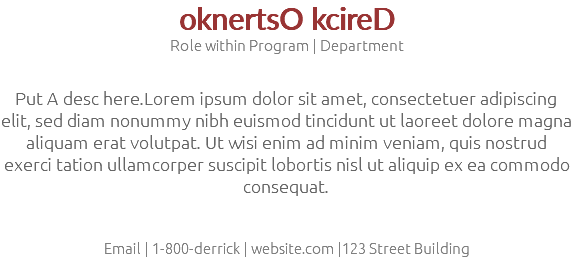 oknertsO kcireD
Role within Program | Department
Put A desc here.Lorem ipsum dolor sit amet, consectetuer adipiscing
elit, sed diam nonummy nibh euismod tincidunt ut laoreet dolore magna
aliquam erat volutpat. Ut wisi enim ad minim veniam, quis nostrud
exerci tation ullamcorper suscipit lobortis nisl ut aliquip ex ea commodo
consequat.
Email | 1-800-derrick | website.com |123 Street Building